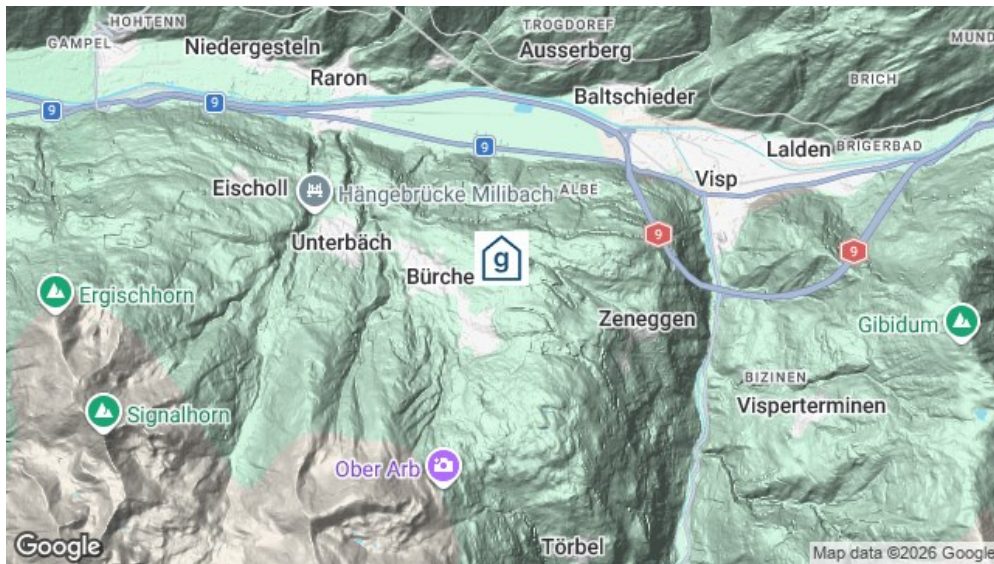 HOHTENN
GAMPEL
Niedergesteln
TROGDORF
Ausserberg
MUND
Raron
BRICH
9
9
Baltschieder
9
Lalden
BRIGERBAD
Eischoll
Hängebrücke Milibach
ALBE
Visp
Unterbäch
g
9
9
Bürche
Ergischhorn
Zeneggen
Gibidum
BIZINEN
Signalhorn
Visperterminen
Ober Arb
Törbel
Google
Map data ©2026 Google